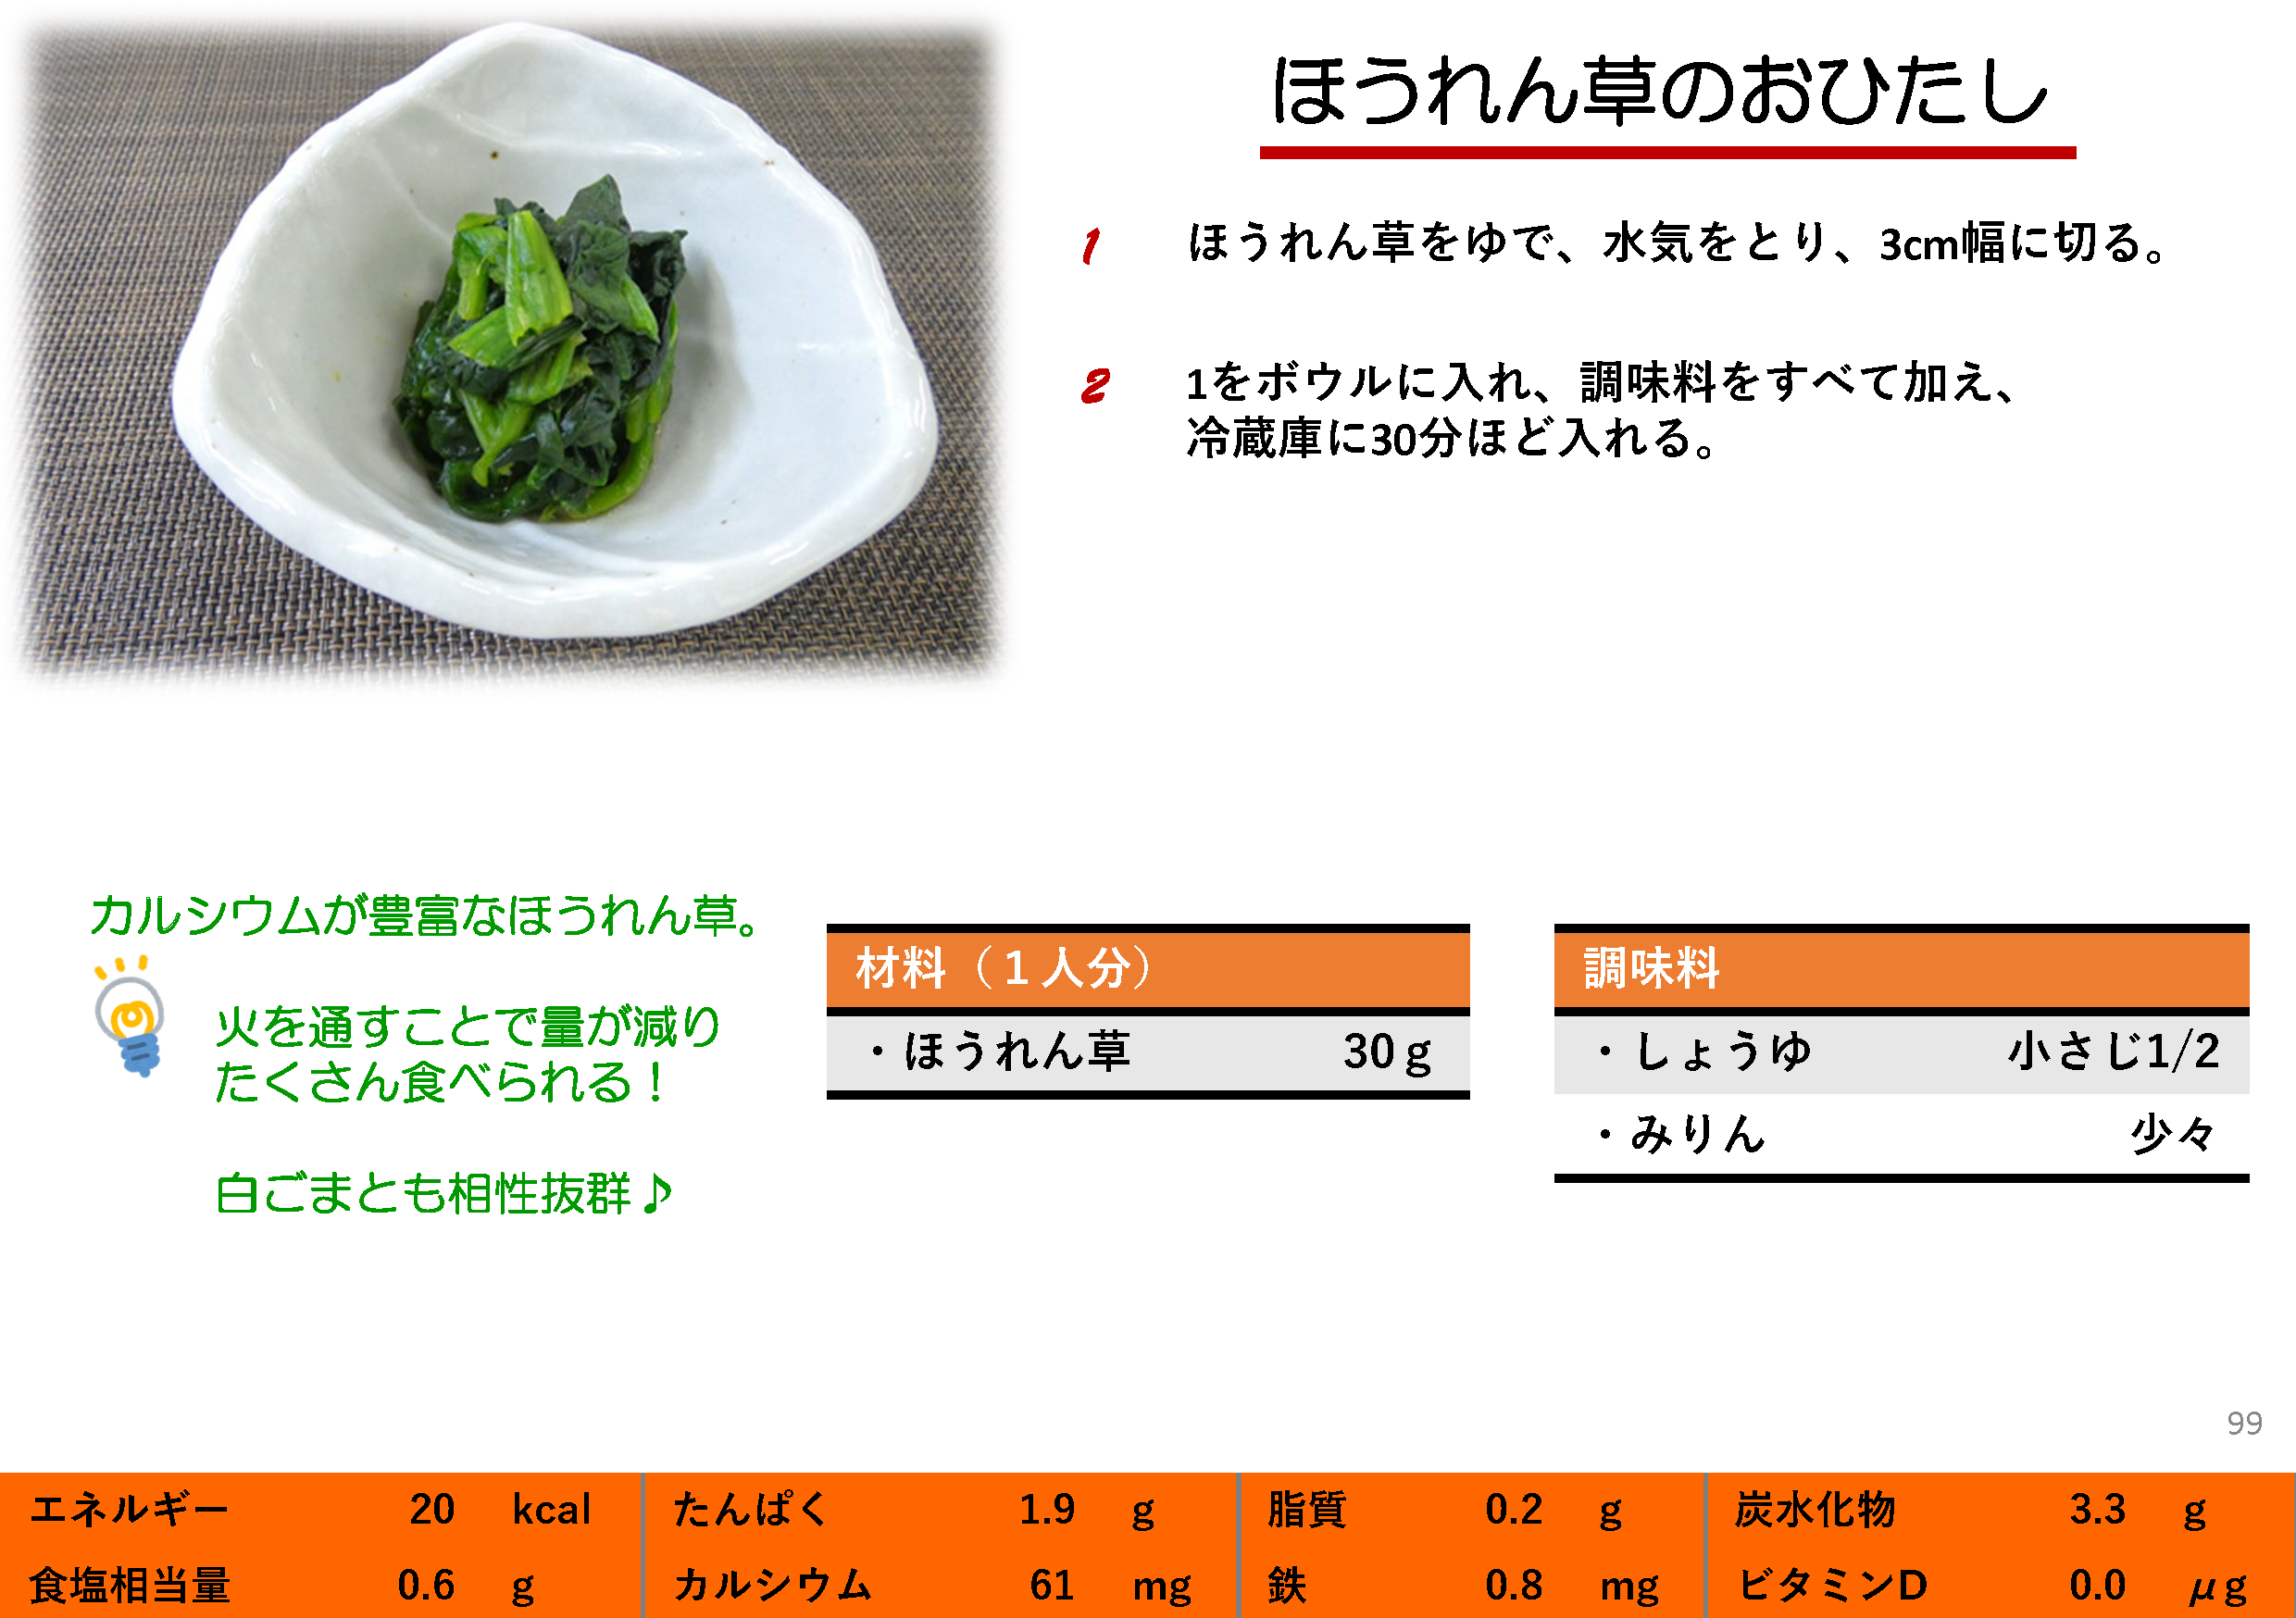 ほうれん草のおひたし
1 ほうれん草をゆで、水気をとり、3cm幅に切る。
2 1をボウルに入れ、調味料をすべて加え、
冷蔵庫に30分ほど入れる。
カルシウムが豊富なほうれん草。
火を通すことで量が減り
たくさん食べられる！
白ごまとも相性抜群♪
材料（１人分）
・ほうれん草 30ｇ
調味料
・しょうゆ 小さじ1/2
・みりん 少々
99
エネルギー 20 kcal たんぱく 1.9 g 脂質 0.2 g 炭水化物 3.3 g
食塩相当量 0.6 g カルシウム 61 mg 鉄 0.8 mg ビタミンD 0.0 μg